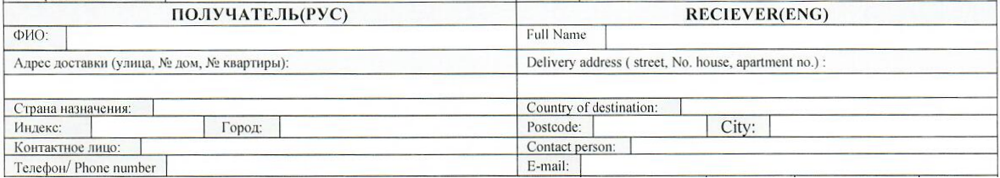 ПОЛУЧАТЕЛЬ(РУС) RECIEVER(ENG)
ФИО: Full Name
Адрес доставки (улица, № дом, № квартиры): Delivery address ( street, No. house, apartment no.) :
Страна назначения: Country of destination:
Индекс: Город: Postcode: City:
Контактное лицо: Contact person:
Телефон/ Phone number E-mail: